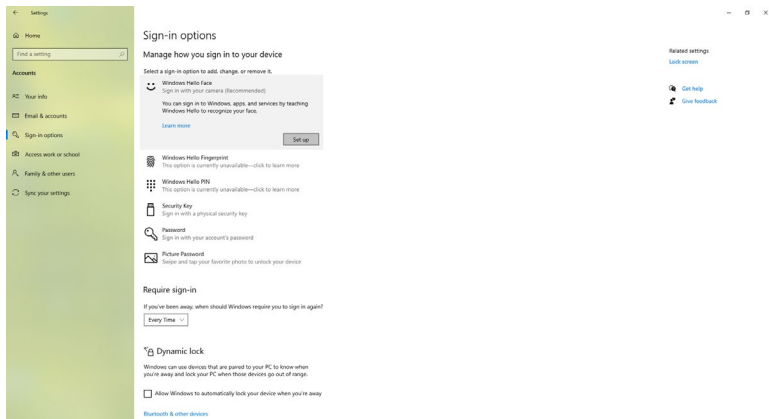 Settings
Home
Find a setting
Accounts
Your info
Email & accounts
Sign-in options
Access work or school
Family & other users
Sync your settings
Sign-in options
Manage how you sign in to your device
Select a sign-in option to add, change, or remove it.
Windows Hello Face
Sign in with your camera (Recommended)
You can sign in to Windows, apps, and services by teaching
Windows Hello to recognize your face.
Learn more
Set up
Windows Hello Fingerprint
This option is currently unavailable—click to learn more
Windows Hello PIN
This option is currently unavailable—click to learn more
Security Key
Sign in with a physical security key
Password
Sign in with your account's password
Picture Password
Swipe and tap your favorite photo to unlock your device
Require sign-in
If you've been away, when should Windows require you to sign in again?
Every Time
Dynamic lock
Windows can use devices that are paired to your PC to know when
you're away and lock your PC when those devices go out of range.
Allow Windows to automatically lock your device when you're away
Bluetooth & other devices
Related settings
Lock screen
Get help
Give feedback